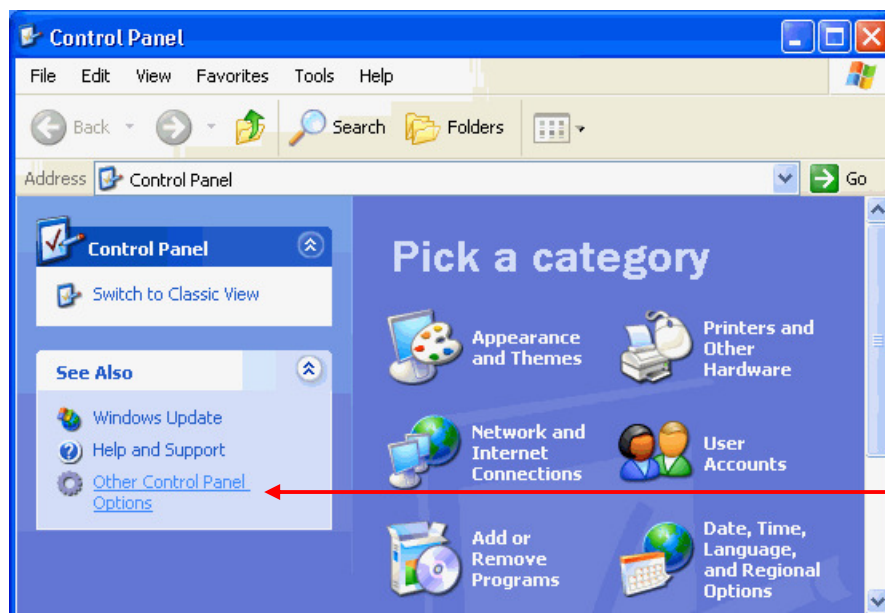 Control Panel
File Edit View Favorites Tools Help
Back Search Folders
Address Control Panel Go
Control Panel
Switch to Classic View
See Also
Windows Update
Help and Support
Other Control Panel
Options
Pick a category
Appearance
and Themes
Printers and
Other
Hardware
Network and
Internet
Connections
User
Accounts
Add or
Remove
Programs
Date, Time,
Language,
and Regional
Options